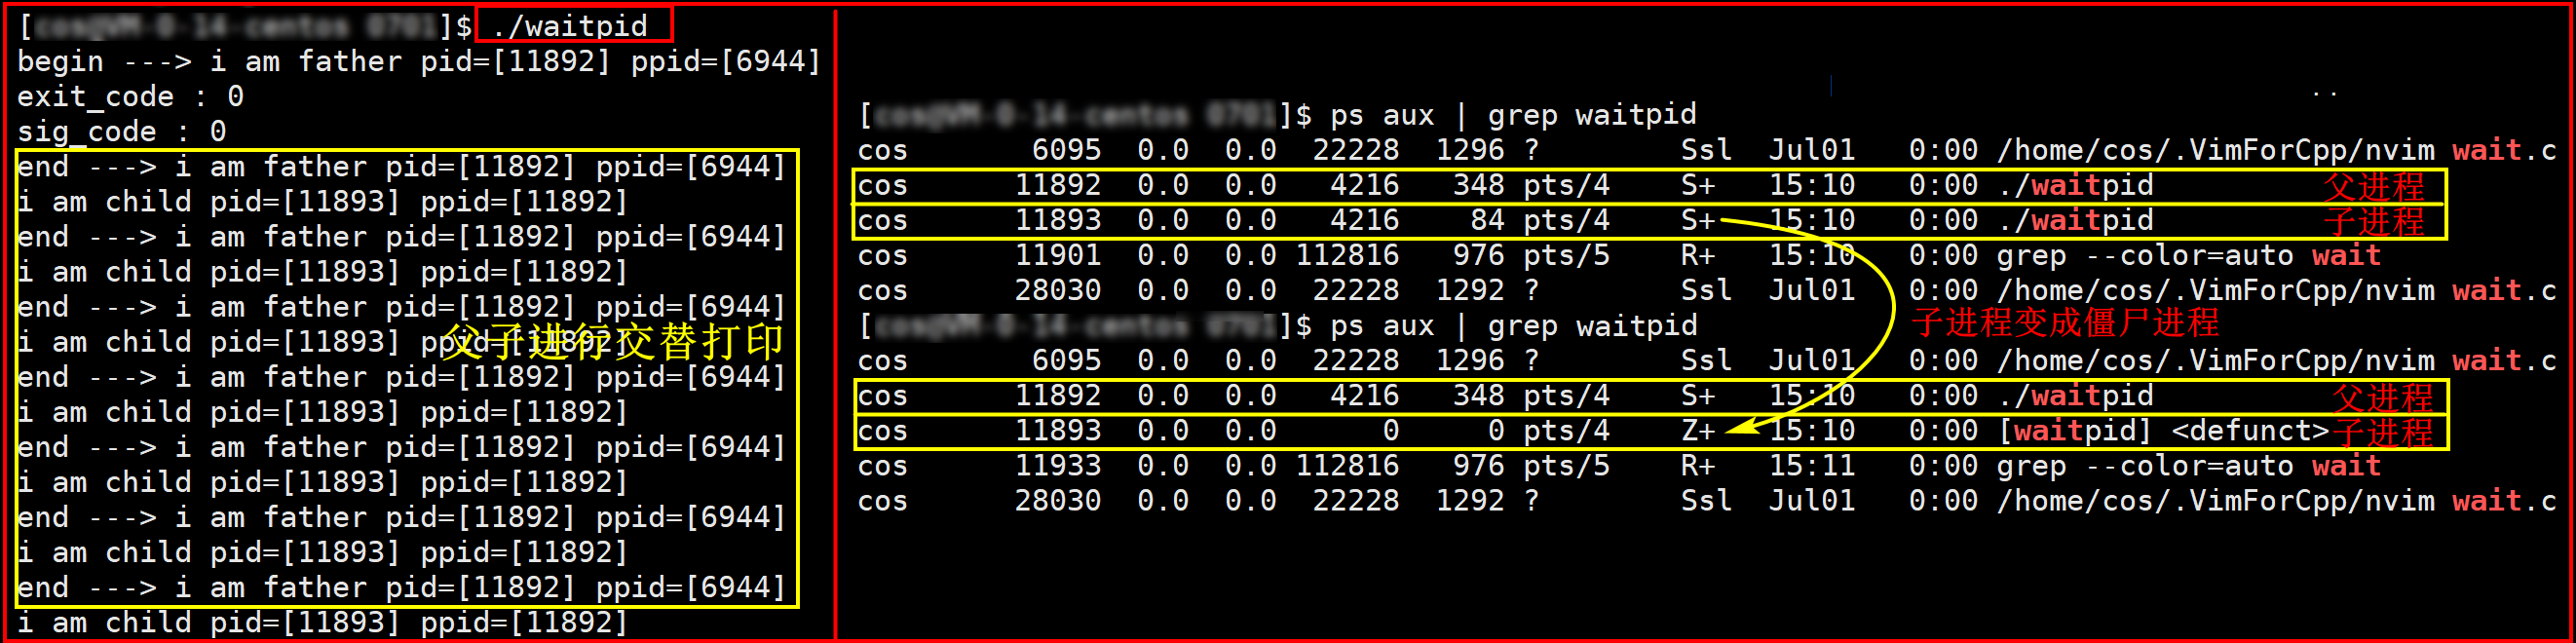 ]$ ./waitpid
begin ---> i am father pid=[11892] ppid=[6944]
exit_code : 0
sig_code : 0
end ---> i am father pid=[11892] ppid=[6944]
i am child pid=[11893] ppid=[11892]
end ---> i am father pid=[11892] ppid=[6944]
i am child pid=[11893] ppid=[11892]
end ---> i am father pid=[11892] ppid=[6944]
i am child pid=[11893] ppid=[11892]
父子进行交替打印
end ---> i am father pid=[11892] ppid=[6944]
i am child pid=[11893] ppid=[11892]
end ---> i am father pid=[11892] ppid=[6944]
i am child pid=[11893] ppid=[11892]
end ---> i am father pid=[11892] ppid=[6944]
i am child pid=[11893] ppid=[11892]
end ---> i am father pid=[11892] ppid=[6944]
i am child pid=[11893] ppid=[11892]
[cos@VM-0-14-centos 0701]$ ps aux | grep waitpid
cos 6095 0.0 0.0 22228 1296 ? Ssl Jul01 0:00 /home/cos/.VimForCpp/nvim wait.c
cos 11892 0.0 0.0 4216 348 pts/4 S+ 15:10 0:00 ./waitpid 父进程
cos 11893 0.0 0.0 4216 84 pts/4 S+ 15:10 0:00 ./waitpid 子进程
cos 11901 0.0 0.0 112816 976 pts/5 R+ 15:10 0:00 grep --color=auto wait
cos 28030 0.0 0.0 22228 1292 ? Ssl Jul01 0:00 /home/cos/.VimForCpp/nvim wait.c
[cos@VM-0-14-centos 0701]$ ps aux | grep waitpid
子进程变成僵尸进程
cos 6095 0.0 0.0 22228 1296 ? Ssl Jul01 0:00 /home/cos/.VimForCpp/nvim wait.c
cos 11892 0.0 0.0 4216 348 pts/4 S+ 15:10 0:00 ./waitpid 父进程
cos 11893 0.0 0.0 0 0 pts/4 Z+ 15:10 0:00 [waitpid] <defunct> 子进程
cos 11933 0.0 0.0 112816 976 pts/5 R+ 15:11 0:00 grep --color=auto wait
cos 28030 0.0 0.0 22228 1292 ? Ssl Jul01 0:00 /home/cos/.VimForCpp/nvim wait.c